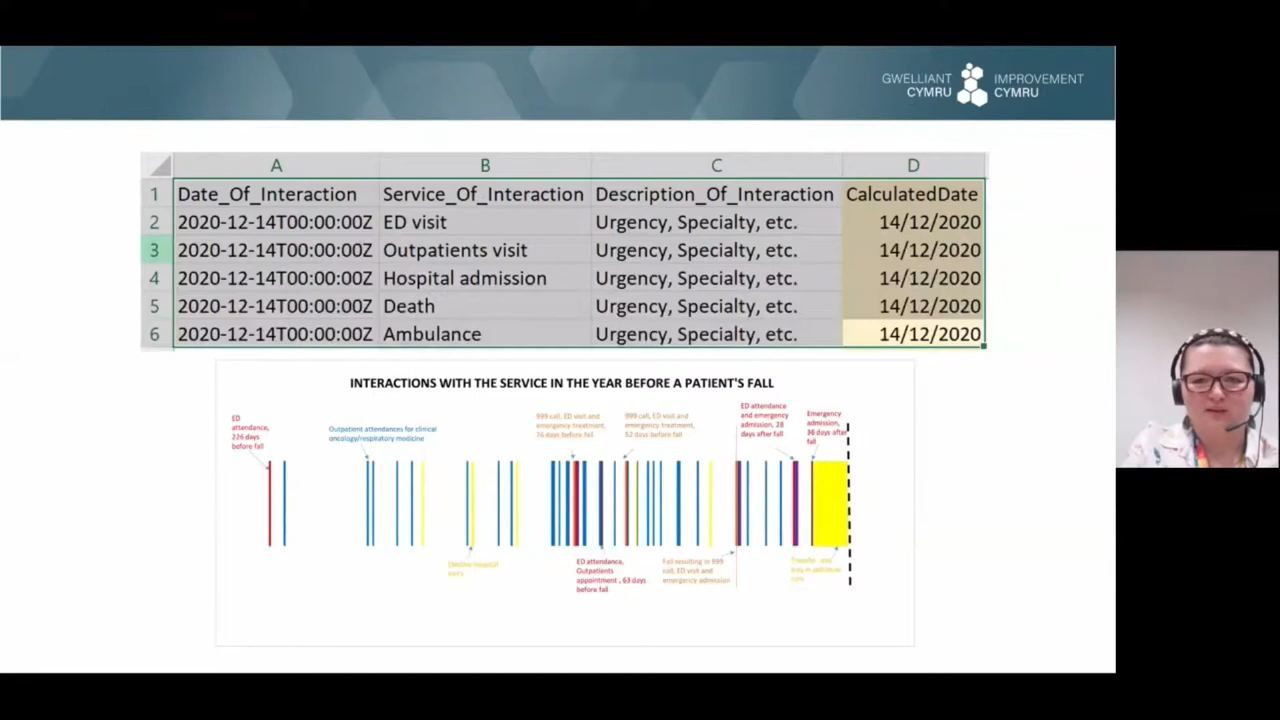 GWELLIANT
CYMRU
IMPROVEMENT
CYMRU
A B C D
1 Date_Of_Interaction Service_Of_Interaction Description_Of_Interaction CalculatedDate
2 2020-12-14T00:00:00Z ED visit Urgency, Specialty, etc. 14/12/2020
3 2020-12-14T00:00:00Z Outpatients visit Urgency, Specialty, etc. 14/12/2020
4 2020-12-14T00:00:00Z Hospital admission Urgency, Specialty, etc. 14/12/2020
5 2020-12-14T00:00:00Z Death Urgency, Specialty, etc. 14/12/2020
6 2020-12-14T00:00:00Z Ambulance Urgency, Specialty, etc. 14/12/2020
INTERACTIONS WITH THE SERVICE IN THE YEAR BEFORE A PATIENT'S FALL
ED
attendance,
226 days
before fall
Outpatient attendances for clinical
oncology/respiratory medicine
999 call, ED visit and
emergency treatment,
76 days before fall
999 call, ED visit and
emergency treatment,
52 days before fall
ED attendance
and emergency
admission, 28
days after fall
Emergency
admission,
36 days after
fall
Elective hospital
ED attendance,
Outpatients
appointment , 63 days
before fall
Fall resulting in 999
call, ED visit and
emergency admission
Transfer and
stay in palliative
care